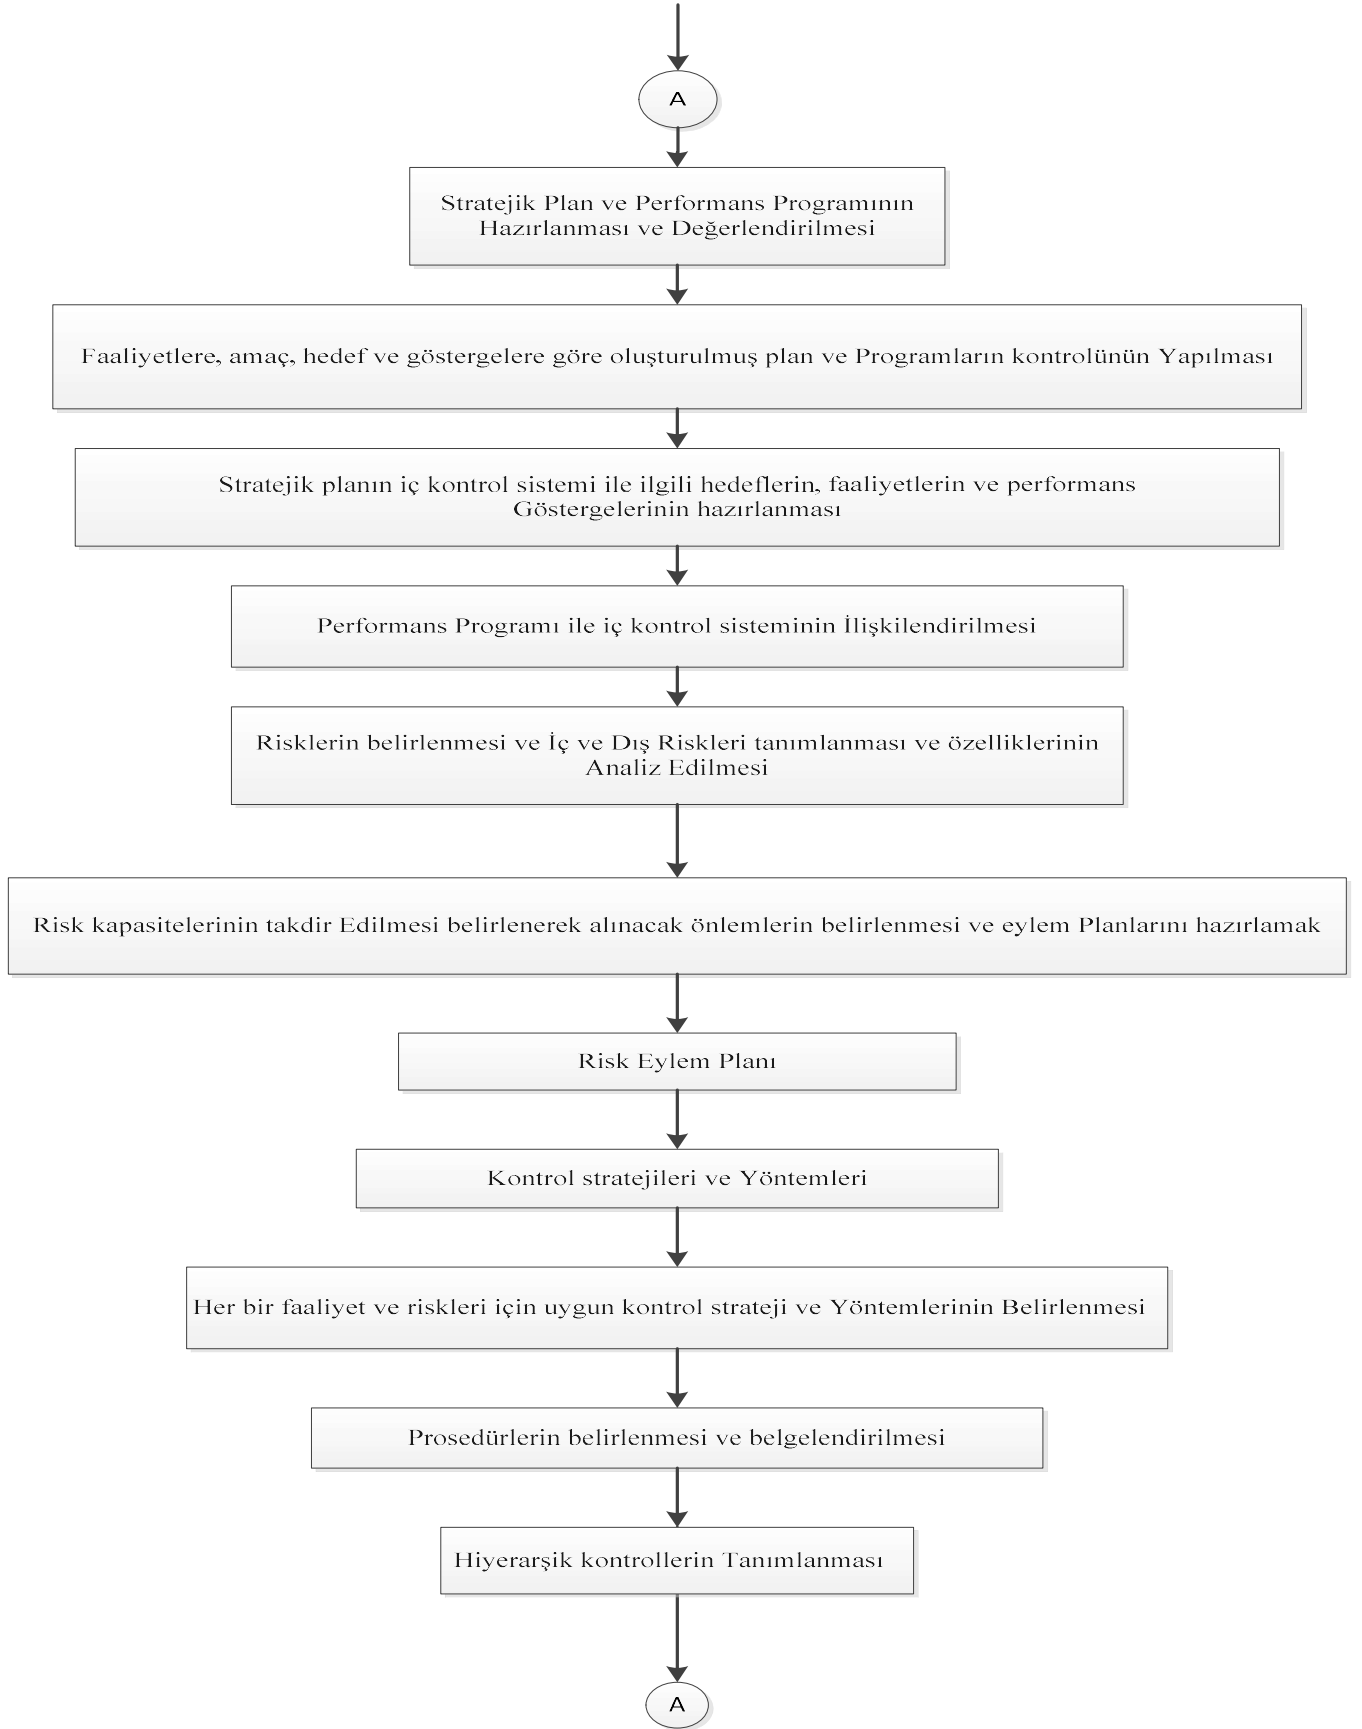 A
Stratejik Plan ve Performans Programının
Hazırlanması ve Değerlendirilmesi
Faaliyetlere, amaç, hedef ve göstergelere göre oluşturulmuş plan ve Programların kontrolünün Yapılması
Stratejik planın iç kontrol sistemi ile ilgili hedeflerin, faaliyetlerin ve performans
Göstergelerinin hazırlanması
Performans Programı ile iç kontrol sisteminin İlişkilendirilmesi
Risklerin belirlenmesi ve İç ve Dış Riskleri tanımlanması ve özelliklerinin
Analiz Edilmesi
Risk kapasitelerinin takdir Edilmesi belirlenerek alınacak önlemlerin belirlenmesi ve eylem Planlarını hazırlamak
Risk Eylem Planı
Kontrol stratejileri ve Yöntemleri
Her bir faaliyet ve riskleri için uygun kontrol strateji ve Yöntemlerinin Belirlenmesi
Prosedürlerin belirlenmesi ve belgelendirilmesi
Hiyerarşik kontrollerin Tanımlanması
A